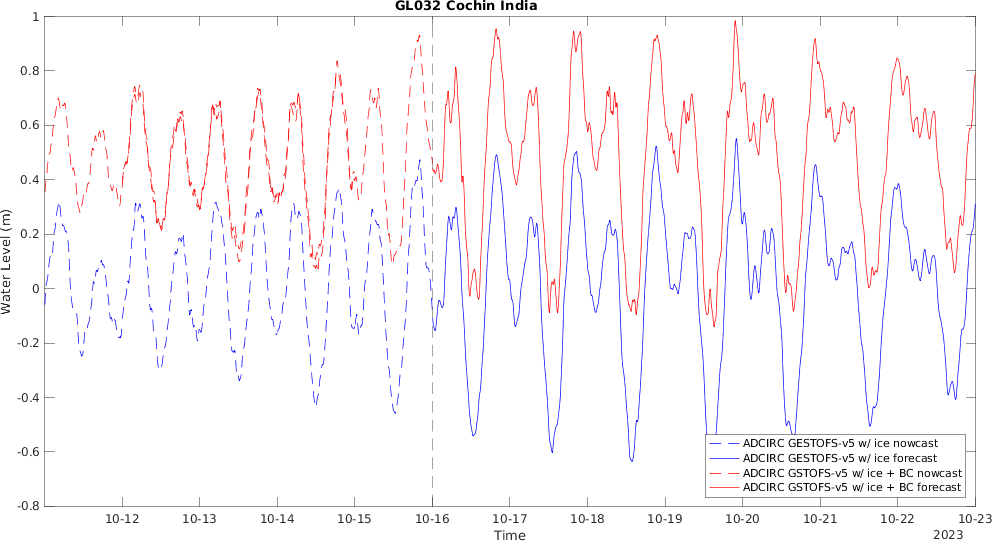 GL032 Cochin India
Water Level (m)
1
0.8
0.6
0.4
0.2
0
-0.2
-0.4
-0.6
-0.8
ADCIRC GESTOFS-v5 w/ ice nowcast
ADCIRC GESTOFS-v5 w/ ice forecast
ADCIRC GSTOFS-v5 w/ ice + BC nowcast
ADCIRC GSTOFS-v5 w/ ice + BC forecast
10-12 10-13 10-14 10-15 10-16 10-17 10-18 10-19 10-20 10-21 10-22 10-23
Time
2023